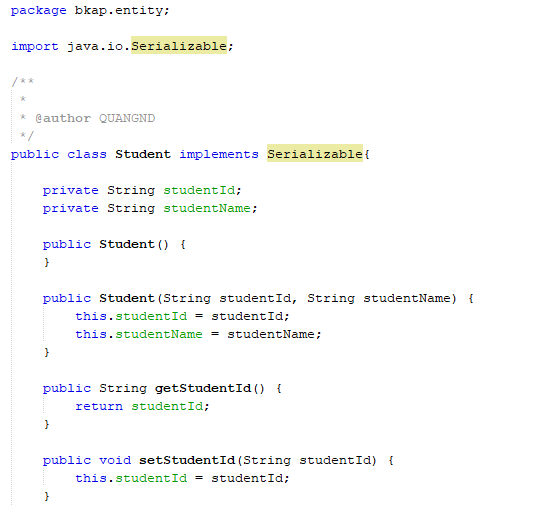 package bkap.entity;
import java.io.Serializable;
/**
*
* @author QUANGND
*/
public class Student implements Serializable{
private String studentId;
private String studentName;
public Student() {
}
public Student(String studentId, String studentName) {
this.studentId = studentId;
this.studentName = studentName;
}
public String getStudentId() {
return studentId;
}
public void setStudentId(String studentId) {
this.studentId = studentId;
}